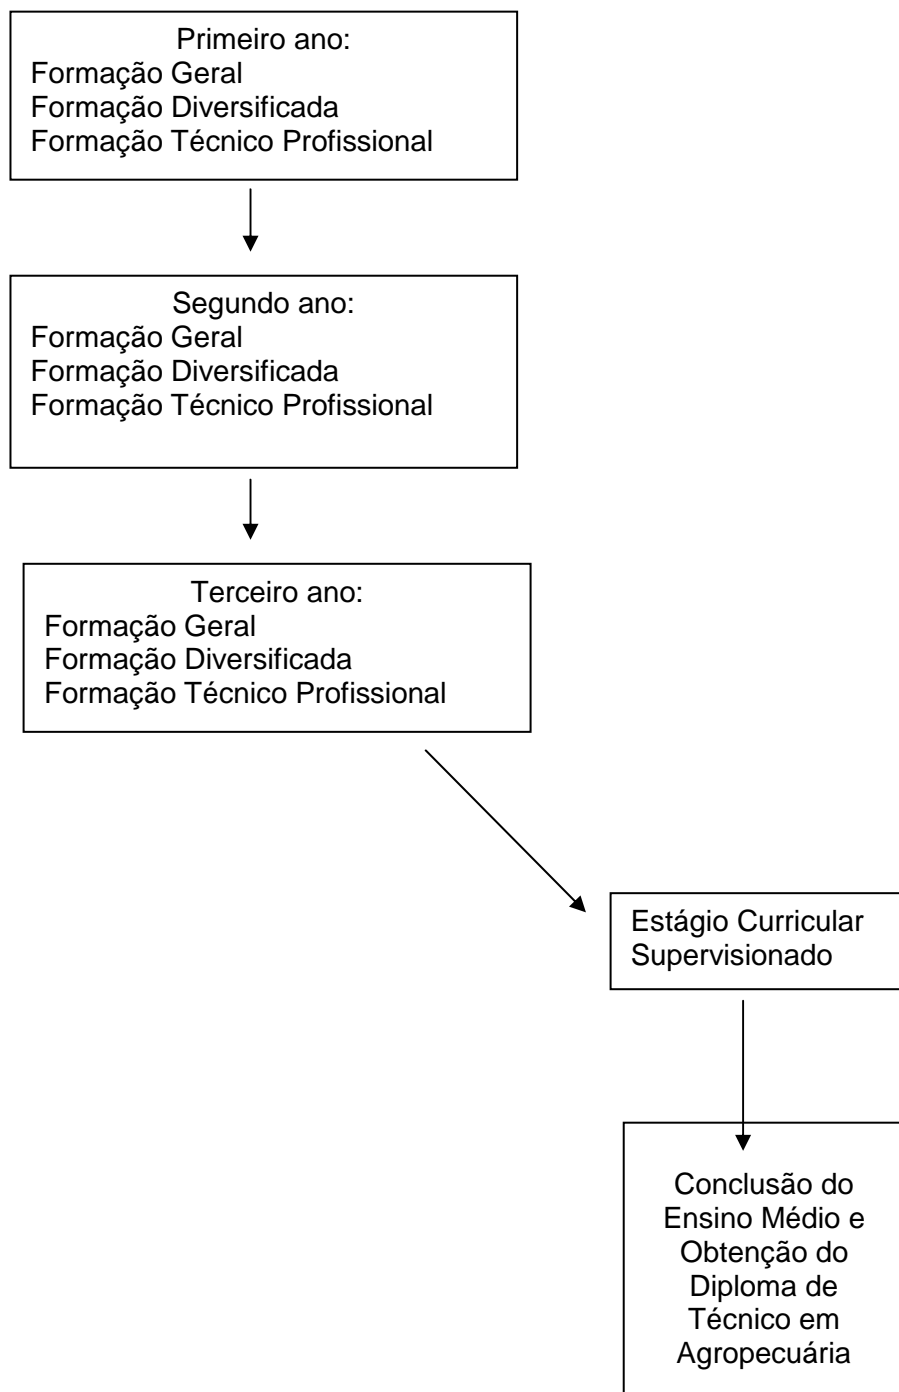 Primeiro ano:
Formação Geral
Formação Diversificada
Formação Técnico Profissional
Segundo ano:
Formação Geral
Formação Diversificada
Formação Técnico Profissional
Terceiro ano:
Formação Geral
Formação Diversificada
Formação Técnico Profissional
Estágio Curricular
Supervisionado
Conclusão do
Ensino Médio e
Obtenção do
Diploma de
Técnico em
Agropecuária